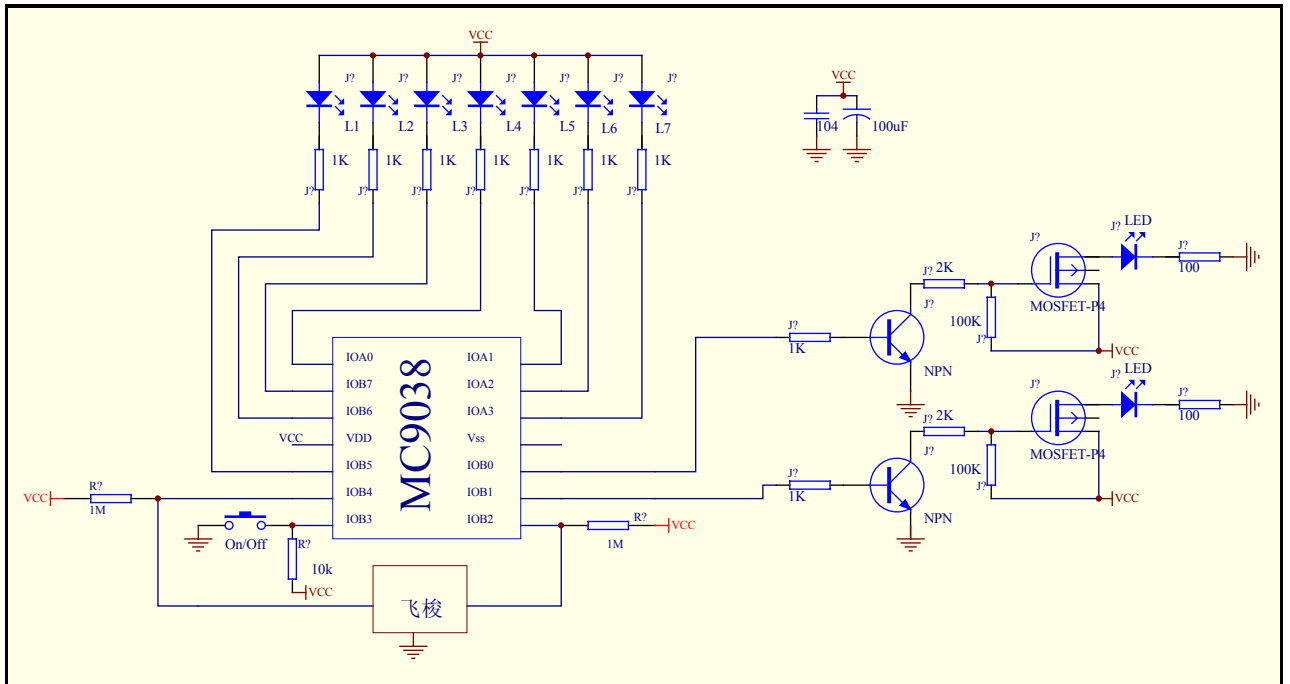 VCC
J? J? J? J? J? J? J?
L1 L2 L3 L4 L5 L6 L7
1K 1K 1K 1K 1K 1K 1K
J? J? J? J? J? J? J?
VCC
104 100uF
J? LED
J? J?
100
J? 2K
MOSFET-P4
J?
100K
J?
VCC
J?
1K
NPN
J? LED
J? J?
100
J? 2K
MOSFET-P4
J?
100K
J?
VCC
J?
1K
NPN
MC9038
IOA0 IOA1
IOB7 IOA2
IOB6 IOA3
VCC VDD Vss
IOB5 IOB0
IOB4 IOB1
IOB3 IOB2
VCC R?
1M
On/Off
R?
10k
VCC
R? VCC
1M
飞梭